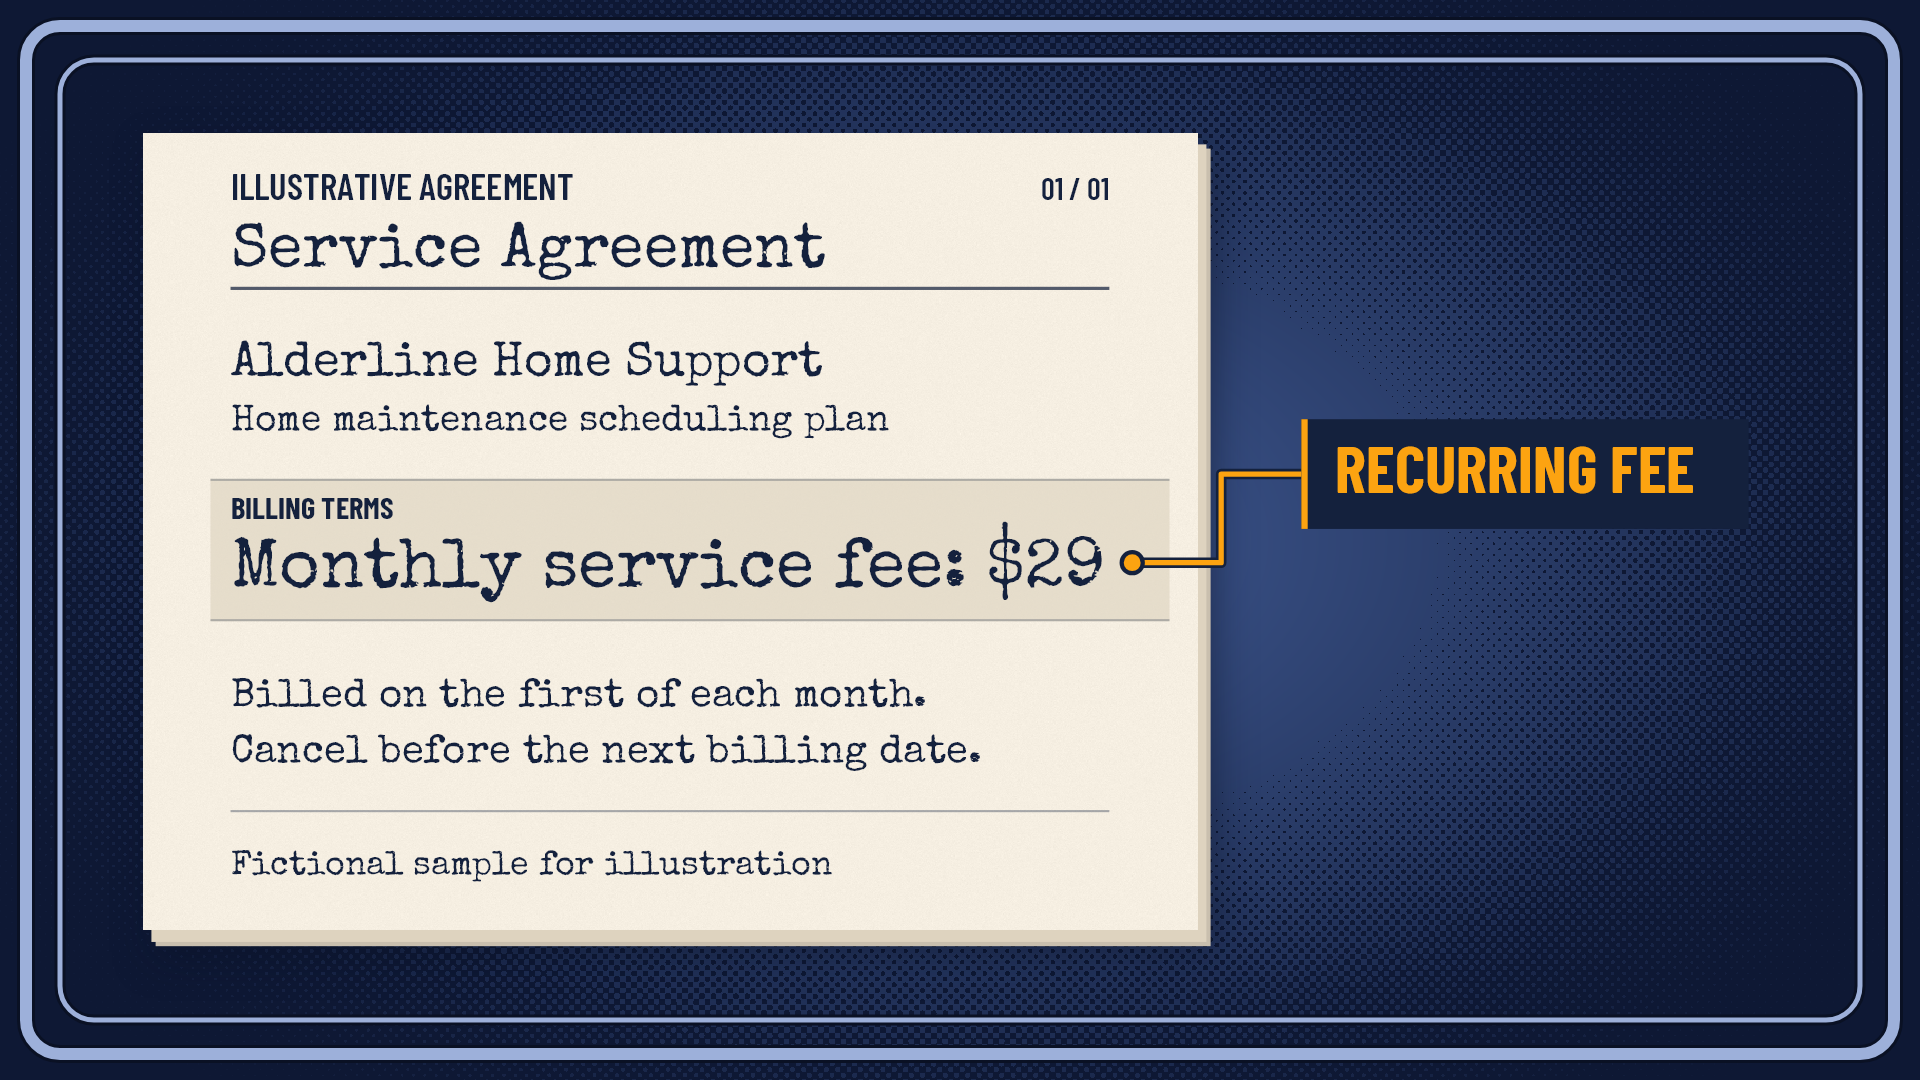 ILLUSTRATIVE AGREEMENT 01 / 01
Service Agreement
Alderline Home Support
Home maintenance scheduling plan
BILLING TERMS
Monthly service fee: $29
RECURRING FEE
Billed on the first of each month.
Cancel before the next billing date.
Fictional sample for illustration